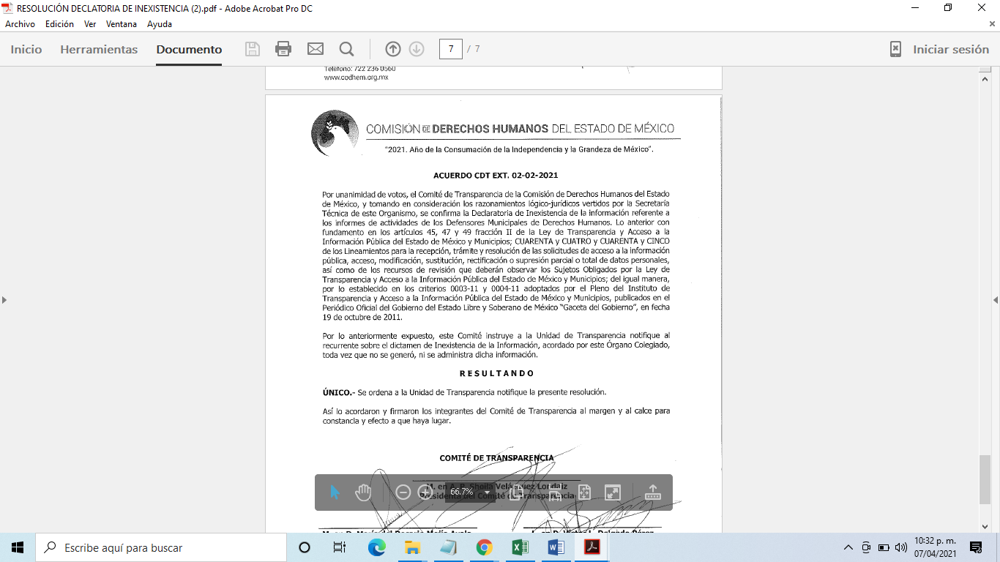 RESOLUCIÓN DECLATORIA DE INEXISTENCIA (2).pdf - Adobe Acrobat Pro DC
Archivo Edición Ver Ventana Ayuda
Inicio Herramientas Documento 7 / 7 Iniciar sesión
Teléfono: 722 236 0560
www.codhem.org.mx
COMISIÓN DE DERECHOS HUMANOS DEL ESTADO DE MÉXICO
"2021. Año de la Consumación de la Independencia y la Grandeza de México".
ACUERDO CDT EXT. 02-02-2021
Por unanimidad de votos, el Comité de Transparencia de la Comisión de Derechos Humanos del Estado
de México, y tomando en consideración los razonamientos lógico-jurídicos vertidos por la Secretaría
Técnica de este Organismo, se confirma la Declaratoria de Inexistencia de la información referente a
los informes de actividades de los Defensores Municipales de Derechos Humanos. Lo anterior con
fundamento en los artículos 45, 47 y 49 fracción II de la Ley de Transparencia y Acceso a la
Información Pública del Estado de México y Municipios; CUARENTA y CUATRO y CUARENTA y CINCO
de los Lineamientos para la recepción, trámite y resolución de las solicitudes de acceso a la información
pública, acceso, modificación, sustitución, rectificación o supresión parcial o total de datos personales,
así como de los recursos de revisión que deberán observar los Sujetos Obligados por la Ley de
Transparencia y Acceso a la Información Pública del Estado de México y Municipios; del igual manera,
por lo establecido en los criterios 0003-11 y 0004-11 adoptados por el Pleno del Instituto de
Transparencia y Acceso a la Información Pública del Estado de México y Municipios, publicados en el
Periódico Oficial del Gobierno del Estado Libre y Soberano de México "Gaceta del Gobierno", en fecha
19 de octubre de 2011.
Por lo anteriormente expuesto, este Comité instruye a la Unidad de Transparencia notifique al
recurrente sobre el dictamen de Inexistencia de la Información, acordado por este Órgano Colegiado,
toda vez que no se generó, ni se administra dicha información.
R E S U L T A N D O
ÚNICO.- Se ordena a la Unidad de Transparencia notifique la presente resolución.
Así lo acordaron y firmaron los integrantes del Comité de Transparencia al margen y al calce para
constancia y efecto a que haya lugar.
COMITÉ DE TRANSPARENCIA
M. en A. P. Sheila Velázquez Londaiz
Presidenta del Comité de Transparencia
66.7%
Escribe aquí para buscar
10:32 p. m.
07/04/2021